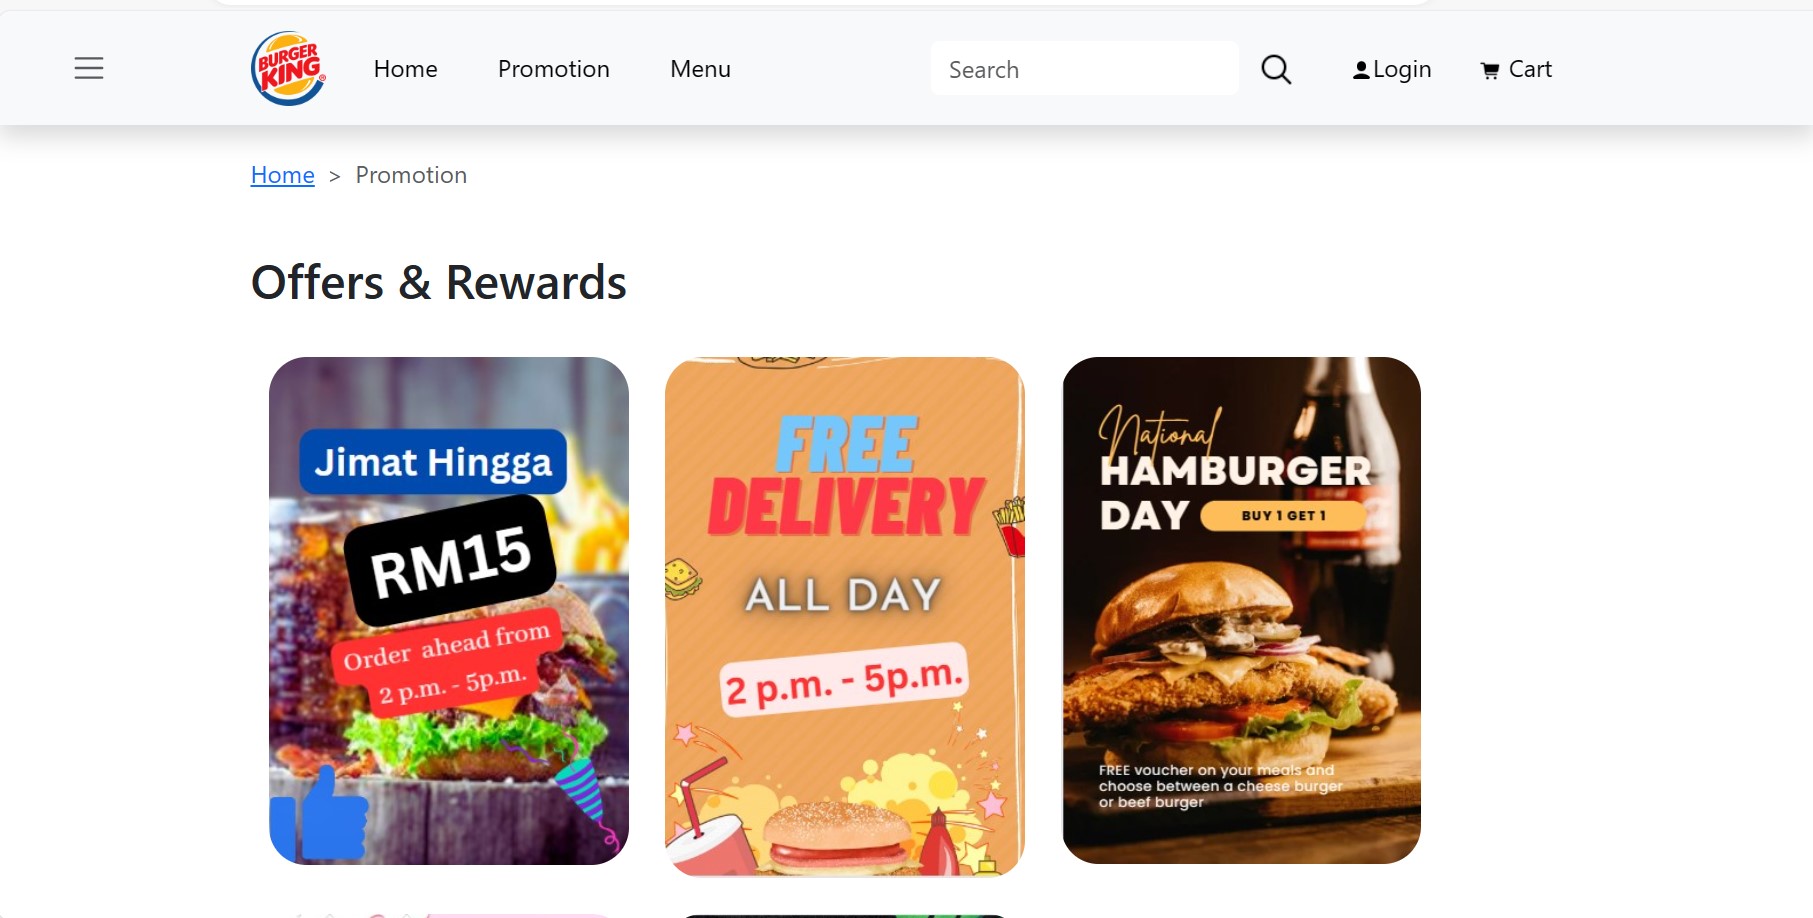 BURGER
KING®
Home
Promotion
Menu
Search
Login
Cart
Home > Promotion
Offers & Rewards
Jimat Hingga
RM15
Order ahead from
2 p.m. - 5p.m.
FREE
DELIVERY
ALL DAY
2 p.m. - 5p.m.
National
HAMBURGER
DAY
BUY 1 GET 1
FREE voucher on your meals and
choose between a cheese burger
or beef burger